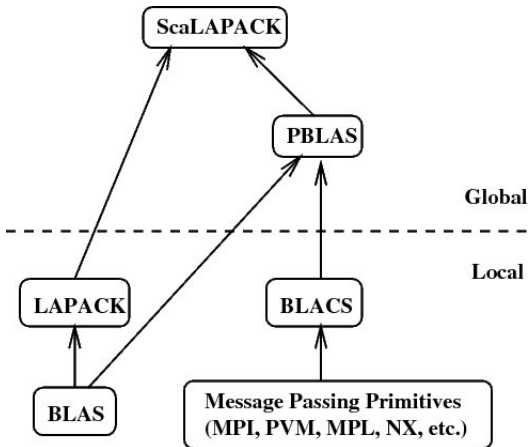 ScaLAPACK
PBLAS
Global
Local
LAPACK
BLACS
BLAS
Message Passing Primitives
(MPI, PVM, MPL, NX, etc.)